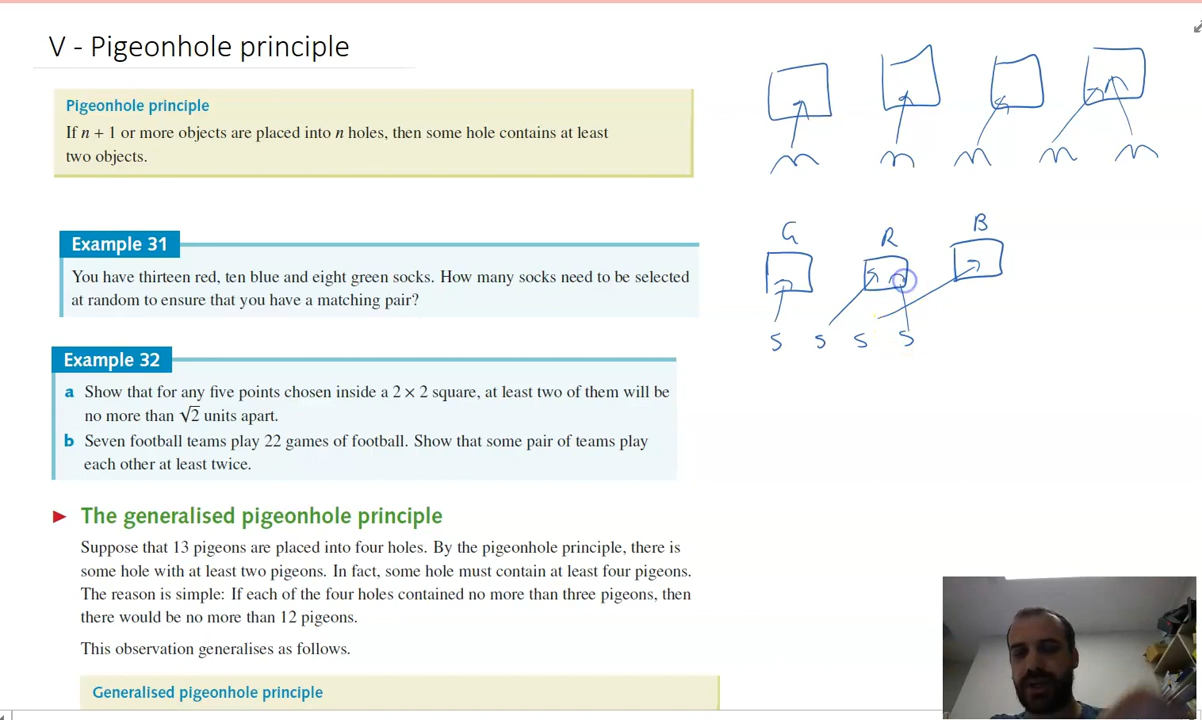 V - Pigeonhole principle
Pigeonhole principle
If n + 1 or more objects are placed into n holes, then some hole contains at least
two objects.
Example 31
You have thirteen red, ten blue and eight green socks. How many socks need to be selected
at random to ensure that you have a matching pair?
G R B
S S S S
Example 32
a Show that for any five points chosen inside a 2 × 2 square, at least two of them will be
no more than √2 units apart.
b Seven football teams play 22 games of football. Show that some pair of teams play
each other at least twice.
► The generalised pigeonhole principle
Suppose that 13 pigeons are placed into four holes. By the pigeonhole principle, there is
some hole with at least two pigeons. In fact, some hole must contain at least four pigeons.
The reason is simple: If each of the four holes contained no more than three pigeons, then
there would be no more than 12 pigeons.
This observation generalises as follows.
Generalised pigeonhole principle